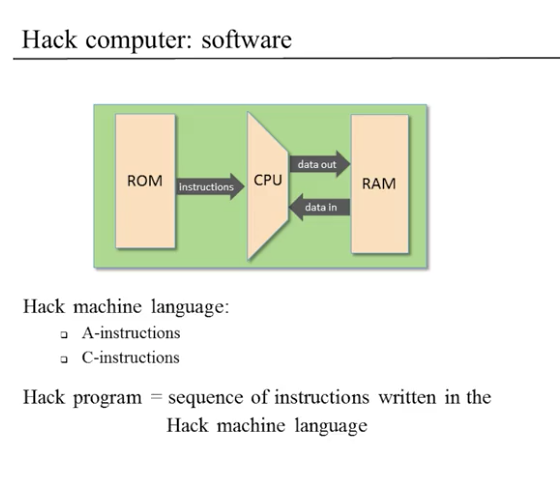 Hack computer: software
ROM
instructions
CPU
data out
data in
RAM
Hack machine language:
❑ A-instructions
❑ C-instructions
Hack program = sequence of instructions written in the
Hack machine language